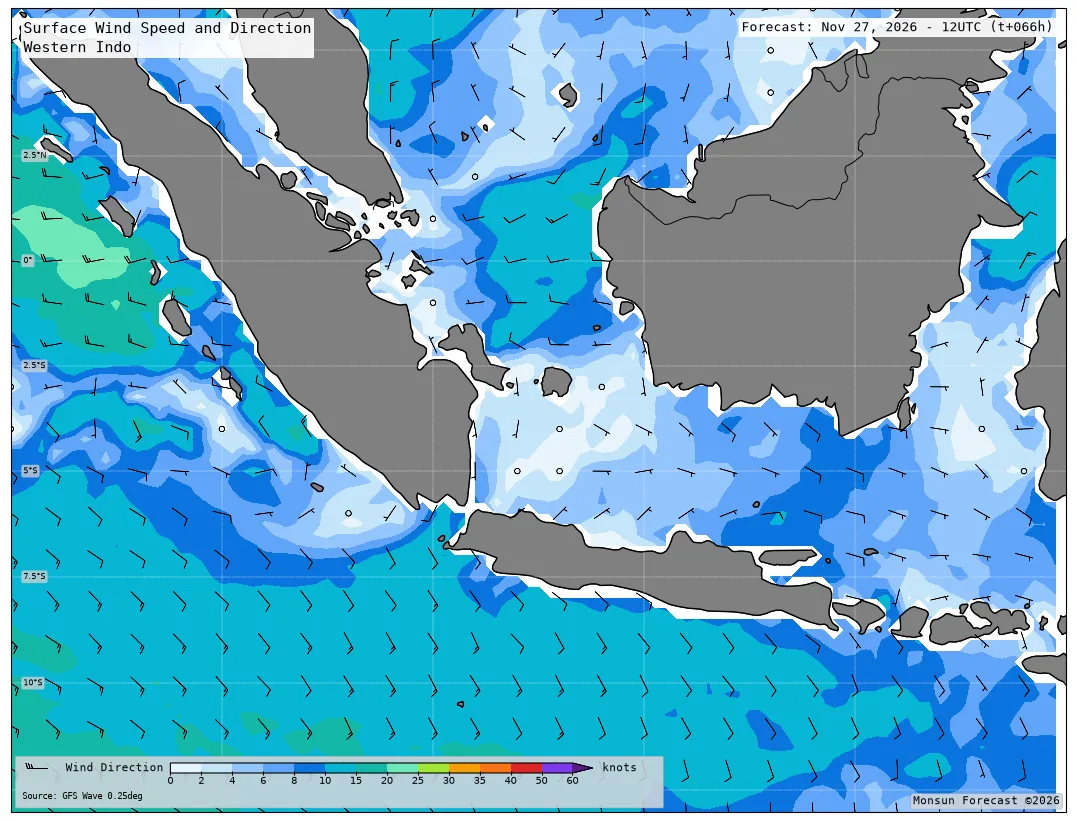 Surface Wind Speed and Direction
Western Indo
Forecast: Nov 27, 2026 - 12UTC (t+066h)
2.5°N
0°
2.5°S
5°S
7.5°S
10°S
Wind Direction
0 2 4 6 8 10 15 20 25 30 35 40 50 60
knots
Source: GFS Wave 0.25deg
Monsun Forecast ©2026